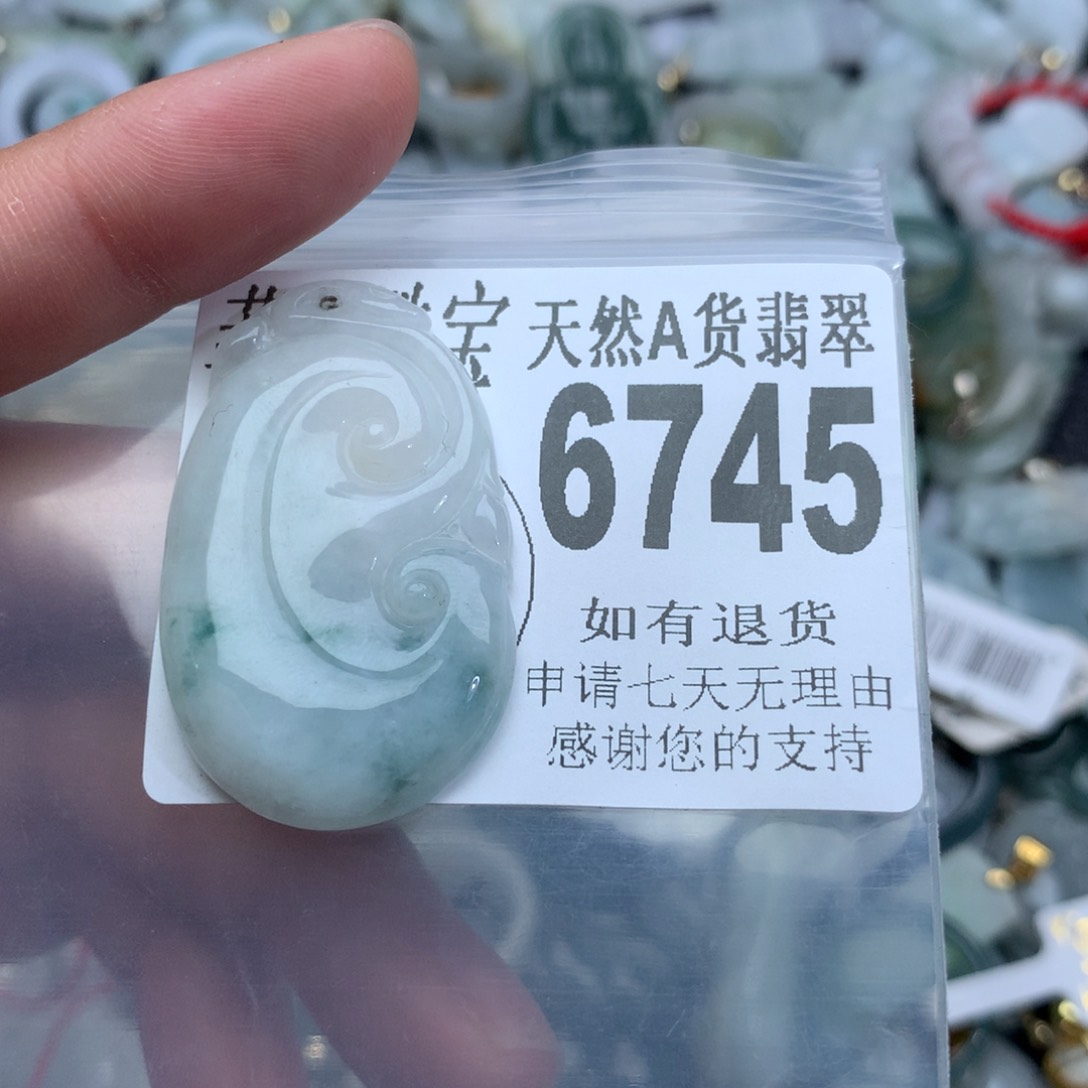 宝 天然A货翡翠
6745
如有退货
申请七天无理由
感谢您的支持